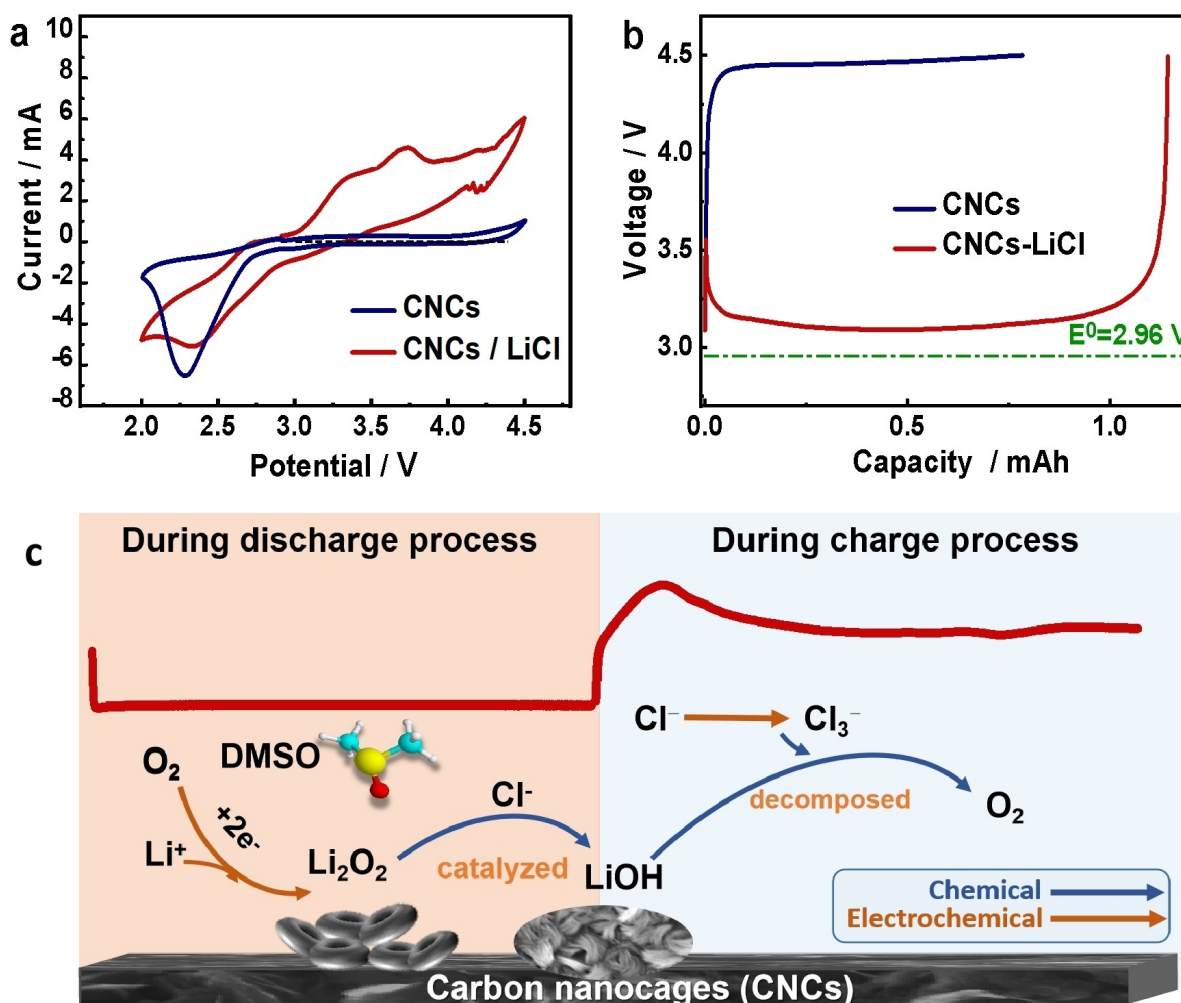 a
10
8
6
4
2
0
-2
-4
-6
-8
Current / mA
CNCs
CNCs / LiCl
2.0 2.5 3.0 3.5 4.0 4.5
Potential / V
b
4.5
4.0
3.5
3.0
Voltage / V
CNCs
CNCs-LiCl
E⁰=2.96 V
0.0 0.5 1.0
Capacity / mAh
c
During discharge process
During charge process
O₂
DMSO
+2e⁻
Li⁺
Li₂O₂
Cl⁻
catalyzed
LiOH
Cl⁻
Cl₃⁻
decomposed
O₂
Chemical
Electrochemical
Carbon nanocages (CNCs)